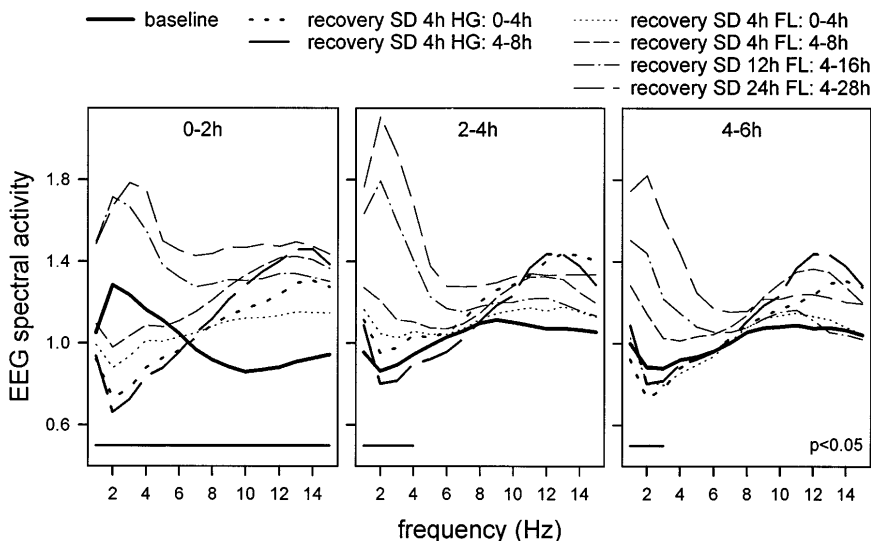 baseline
recovery SD 4h HG: 0-4h
recovery SD 4h HG: 4-8h
recovery SD 4h FL: 0-4h
recovery SD 4h FL: 4-8h
recovery SD 12h FL: 4-16h
recovery SD 24h FL: 4-28h
0-2h
2-4h
4-6h
EEG spectral activity
1.8
1.4
1.0
0.6
p<0.05
2 4 6 8 10 12 14
2 4 6 8 10 12 14
2 4 6 8 10 12 14
frequency (Hz)